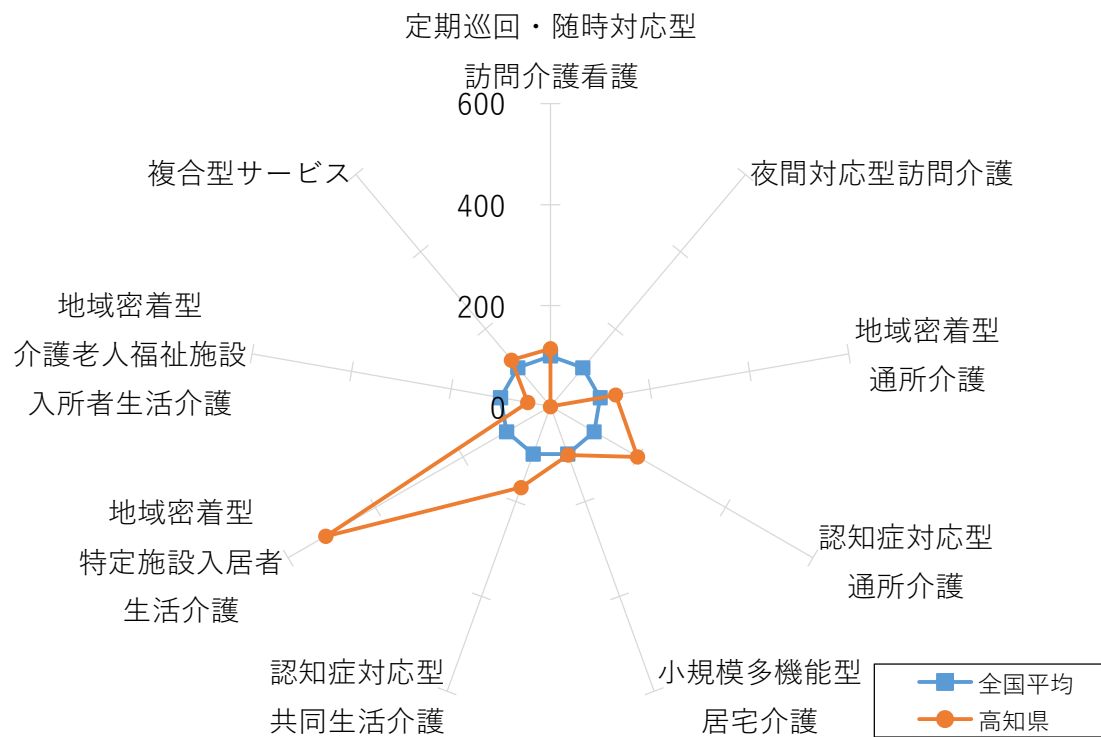 定期巡回・随時対応型
訪問介護看護
600
400
200
0
夜間対応型訪問介護
地域密着型
通所介護
認知症対応型
通所介護
小規模多機能型
居宅介護
認知症対応型
共同生活介護
地域密着型
特定施設入居者
生活介護
地域密着型
介護老人福祉施設
入所者生活介護
複合型サービス
全国平均
高知県